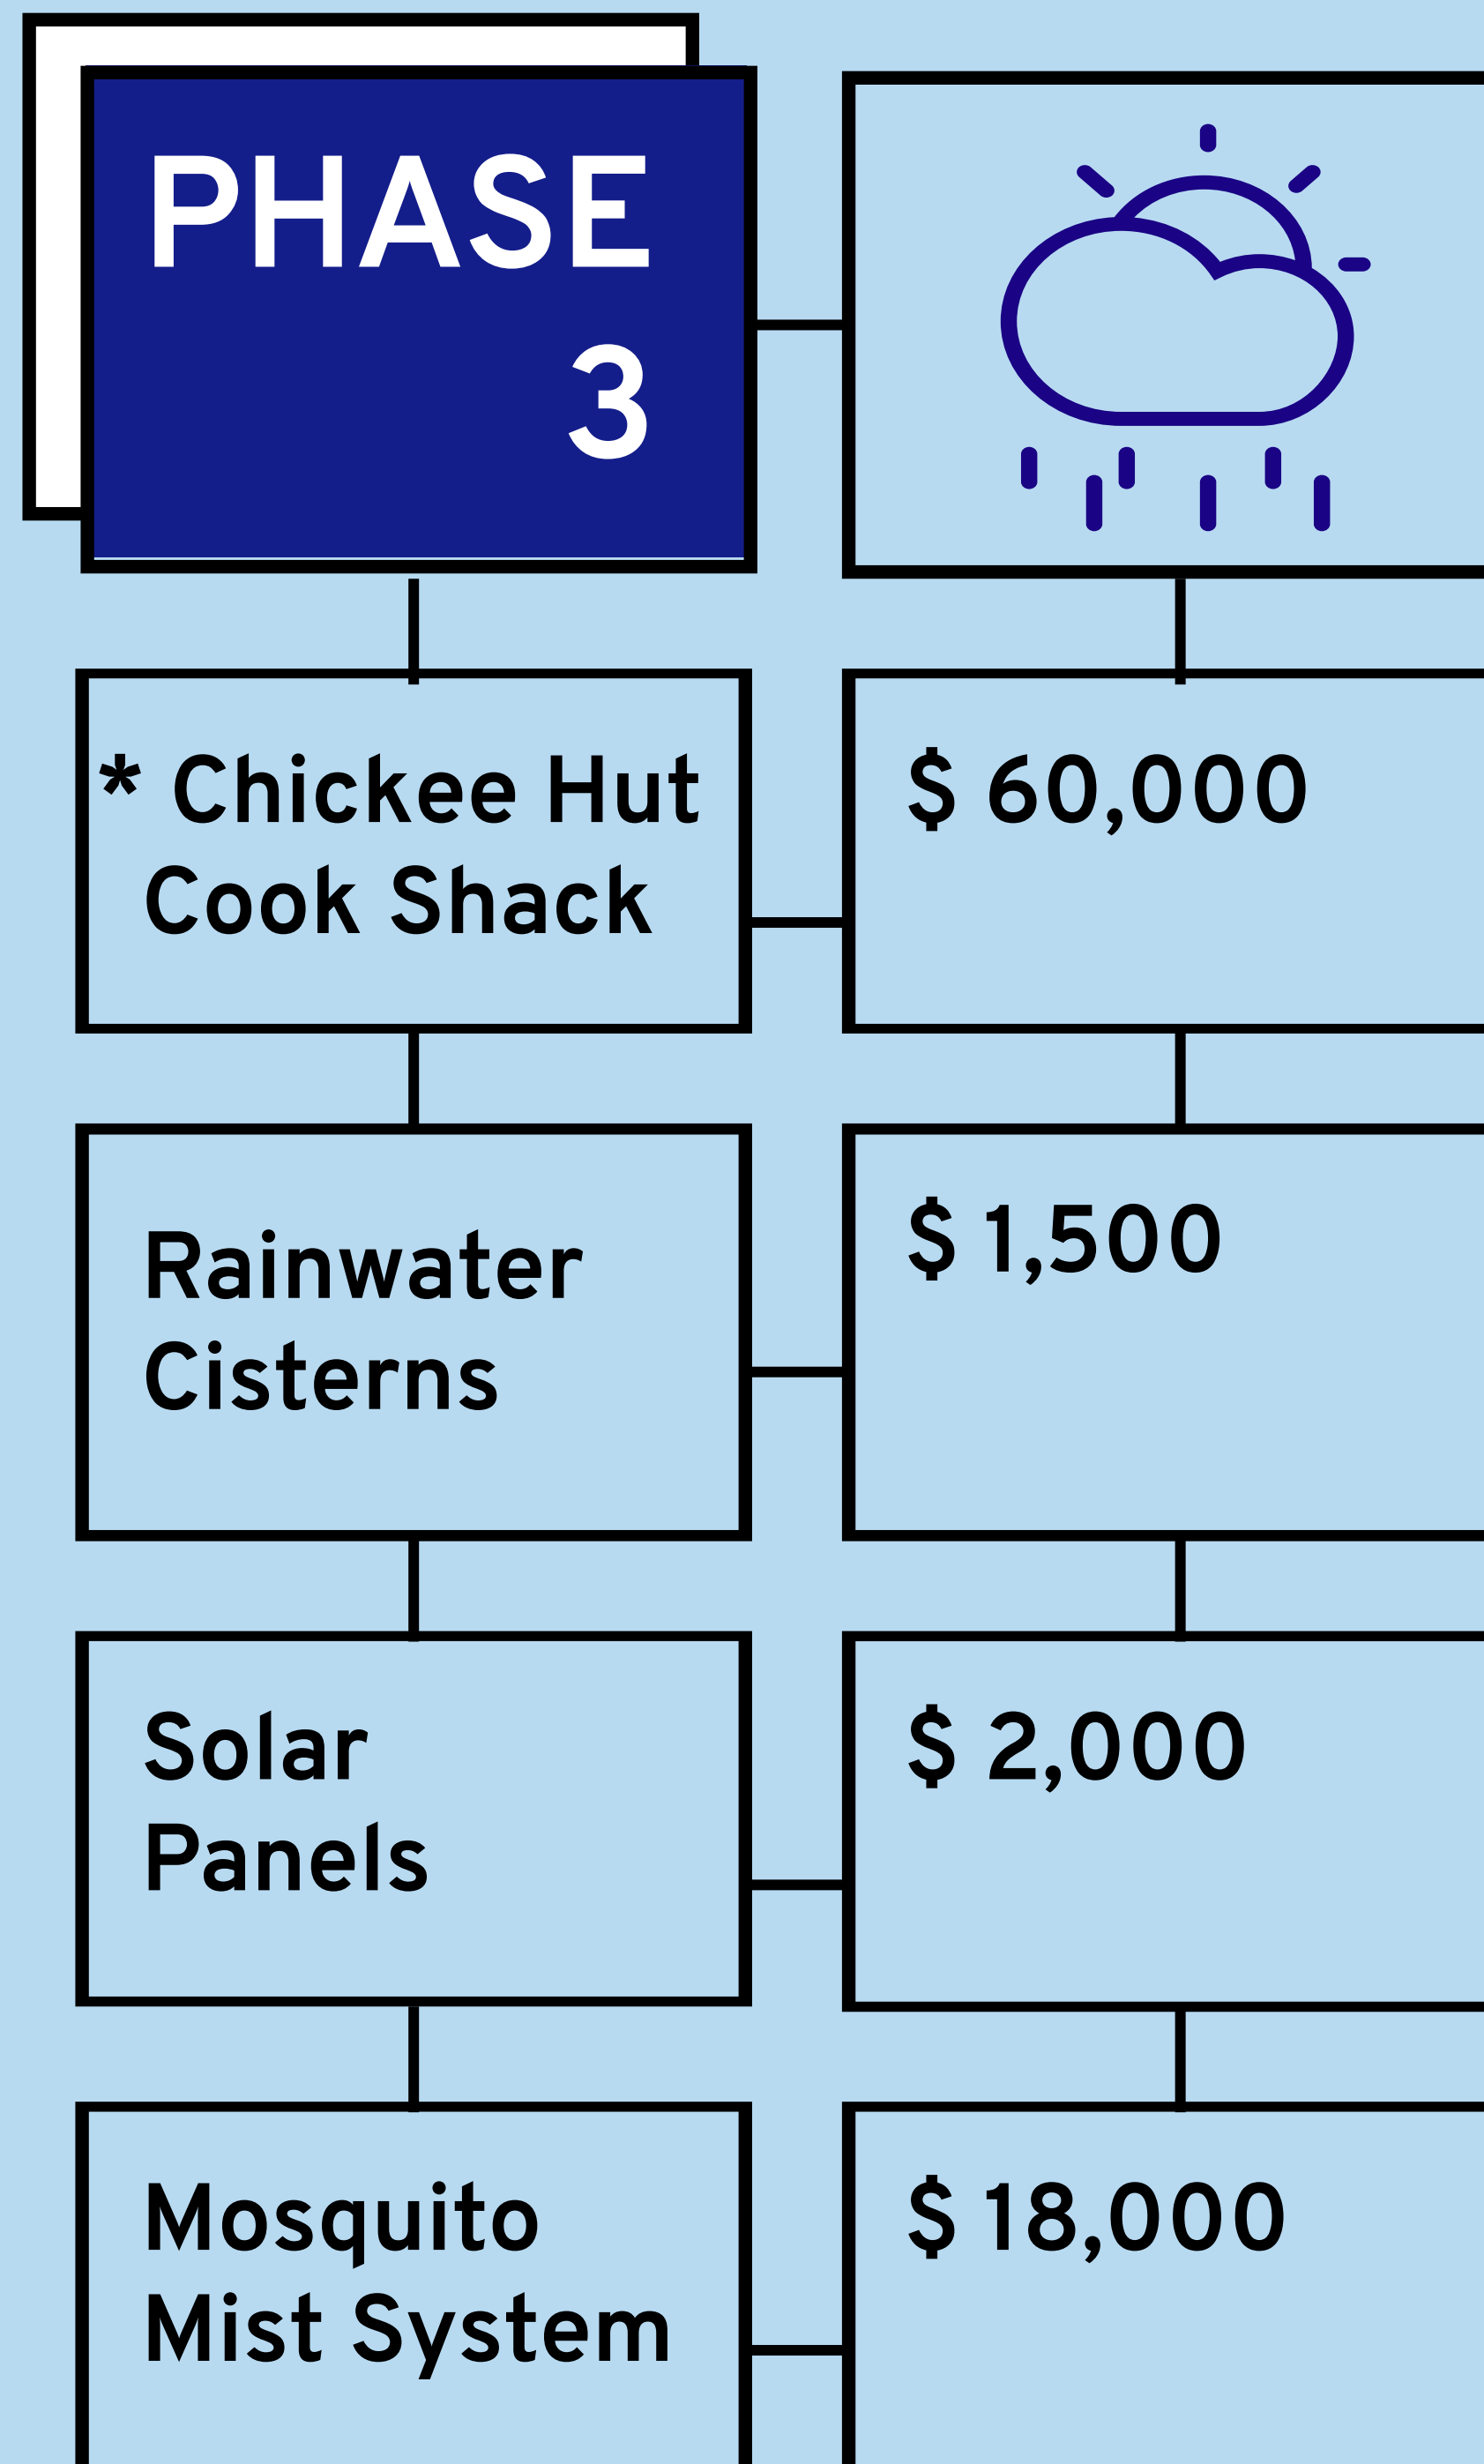 PHASE
3
* Chickee Hut
Cook Shack
$ 60,000
Rainwater
Cisterns
$ 1,500
Solar
Panels
$ 2,000
Mosquito
Mist System
$ 18,000